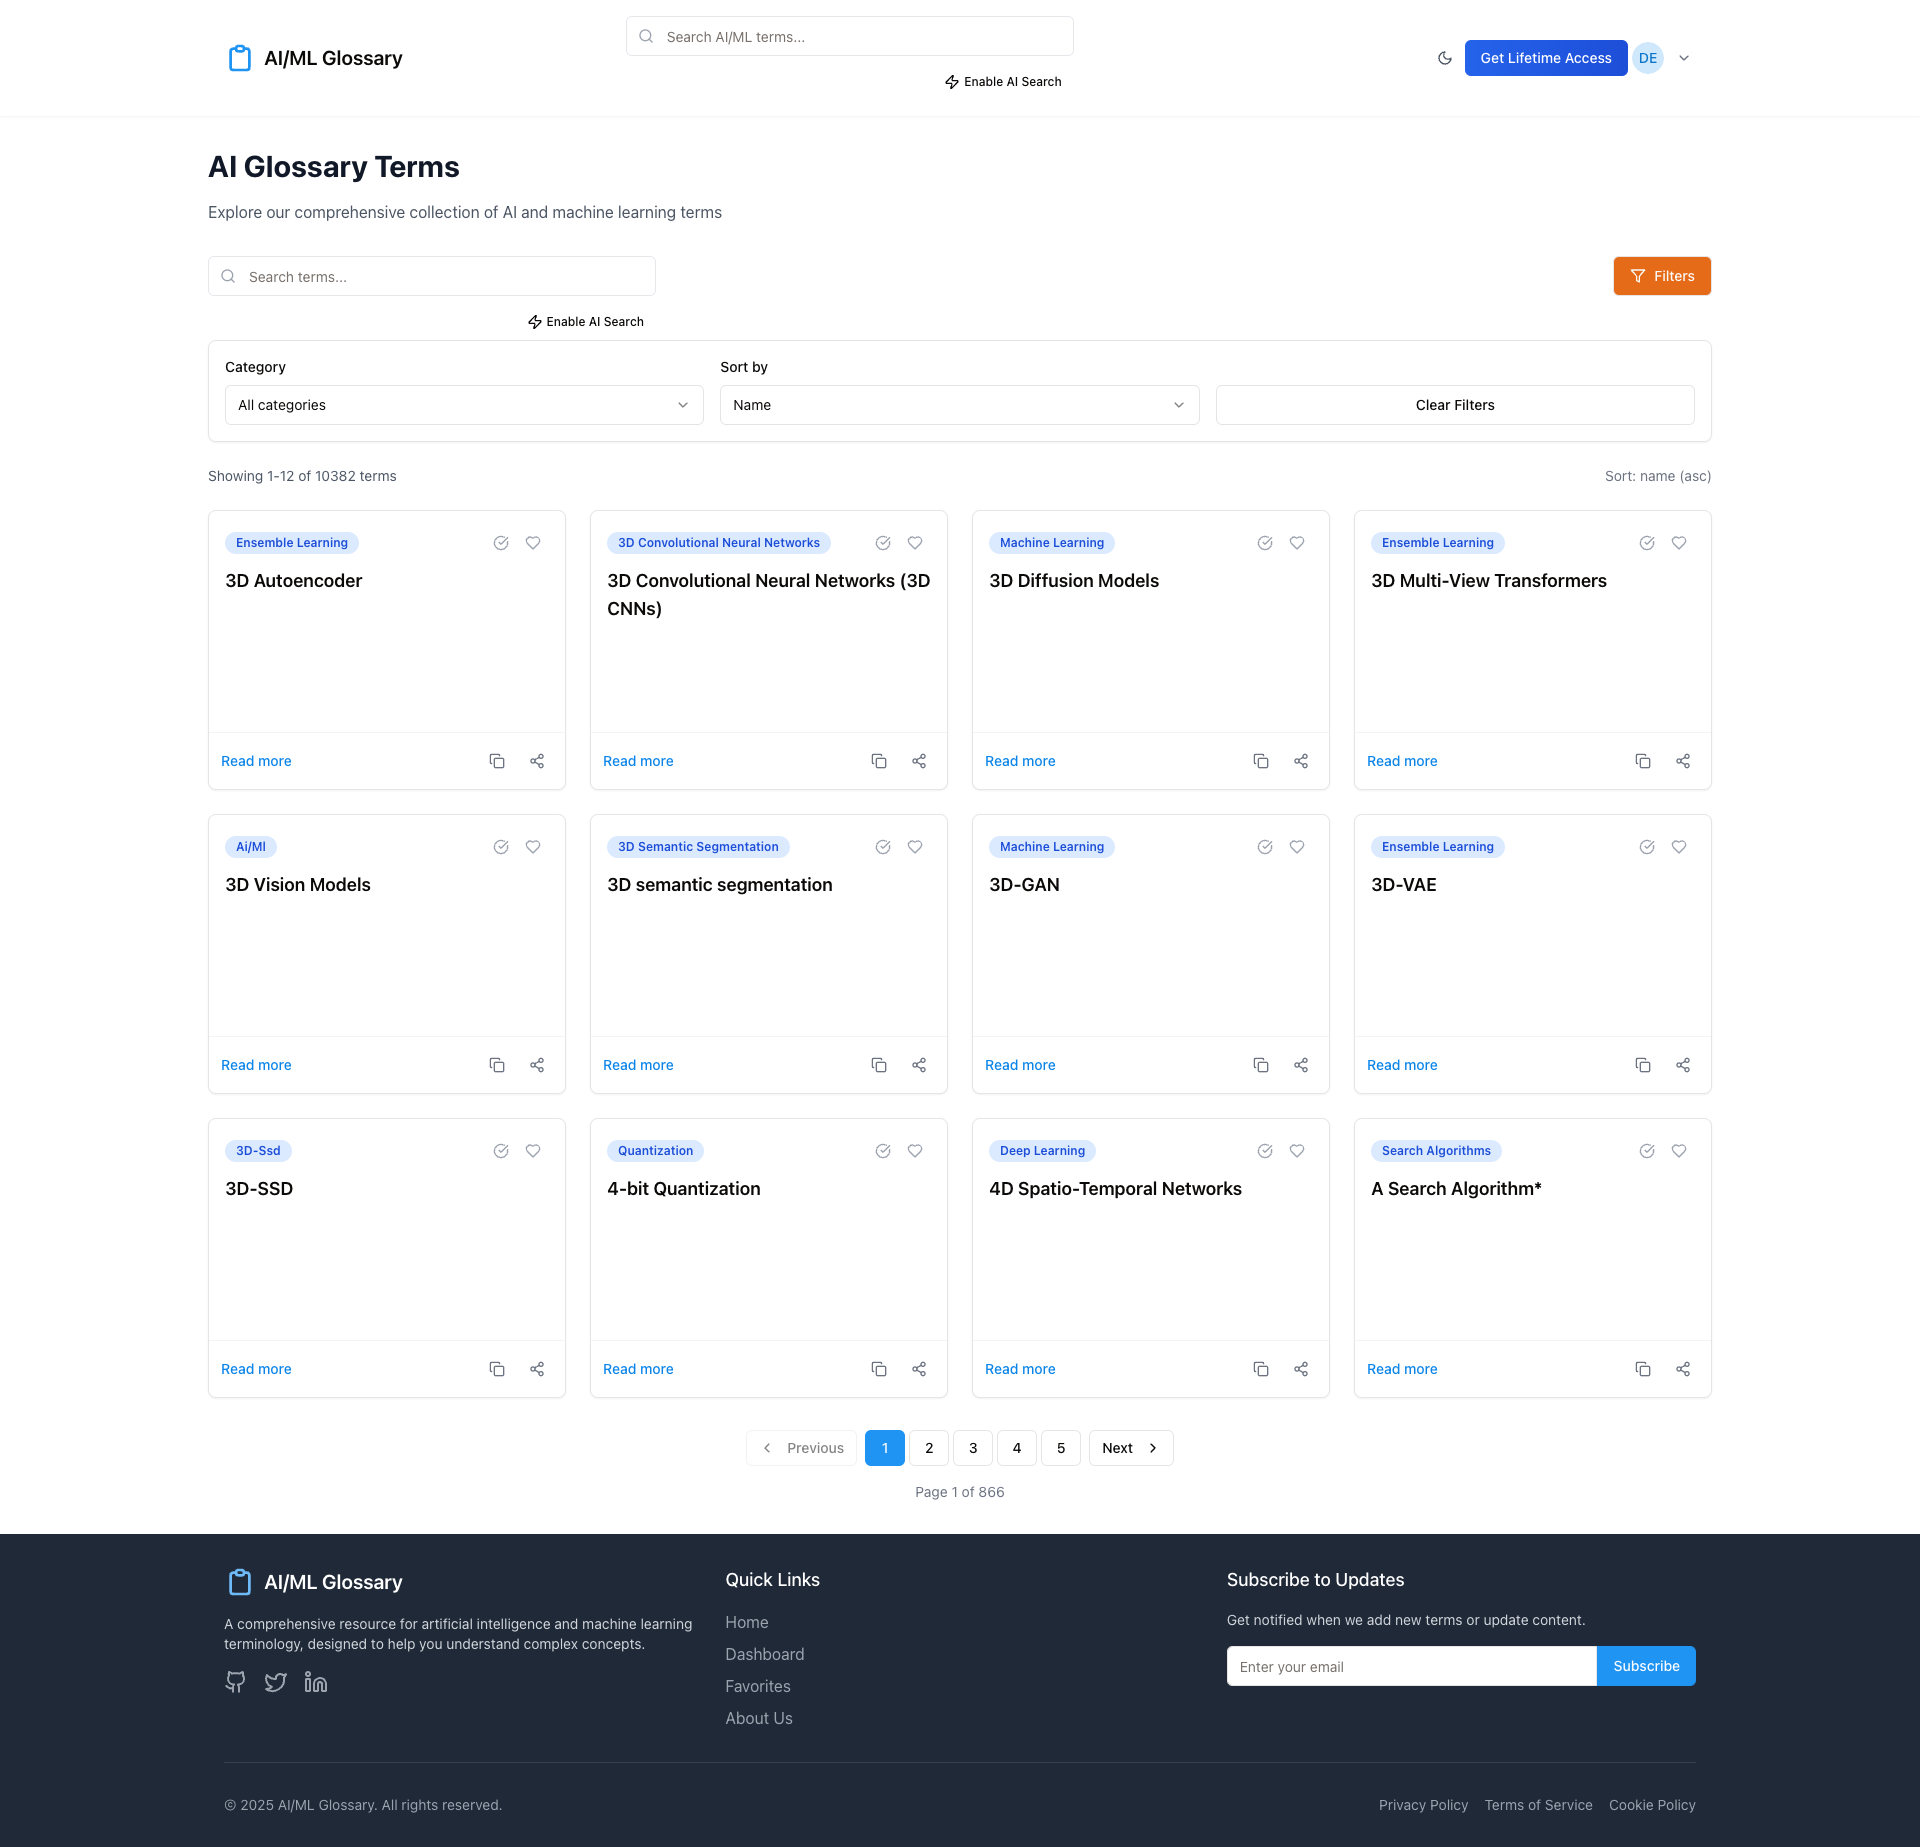 AI/ML Glossary
Search AI/ML terms...
Enable AI Search
Get Lifetime Access
DE
AI Glossary Terms
Explore our comprehensive collection of AI and machine learning terms
Search terms...
Filters
Enable AI Search
Category
Sort by
All categories
Name
Clear Filters
Showing 1-12 of 10382 terms
Sort: name (asc)
Ensemble Learning
3D Autoencoder
Read more
3D Convolutional Neural Networks
3D Convolutional Neural Networks (3D
CNNs)
Read more
Machine Learning
3D Diffusion Models
Read more
Ensemble Learning
3D Multi-View Transformers
Read more
Ai/Ml
3D Vision Models
Read more
3D Semantic Segmentation
3D semantic segmentation
Read more
Machine Learning
3D-GAN
Read more
Ensemble Learning
3D-VAE
Read more
3D-Ssd
3D-SSD
Read more
Quantization
4-bit Quantization
Read more
Deep Learning
4D Spatio-Temporal Networks
Read more
Search Algorithms
A Search Algorithm*
Read more
Previous
1
2
3
4
5
Next
Page 1 of 866
AI/ML Glossary
A comprehensive resource for artificial intelligence and machine learning
terminology, designed to help you understand complex concepts.
Quick Links
Home
Dashboard
Favorites
About Us
Subscribe to Updates
Get notified when we add new terms or update content.
Enter your email
Subscribe
© 2025 AI/ML Glossary. All rights reserved.
Privacy Policy
Terms of Service
Cookie Policy